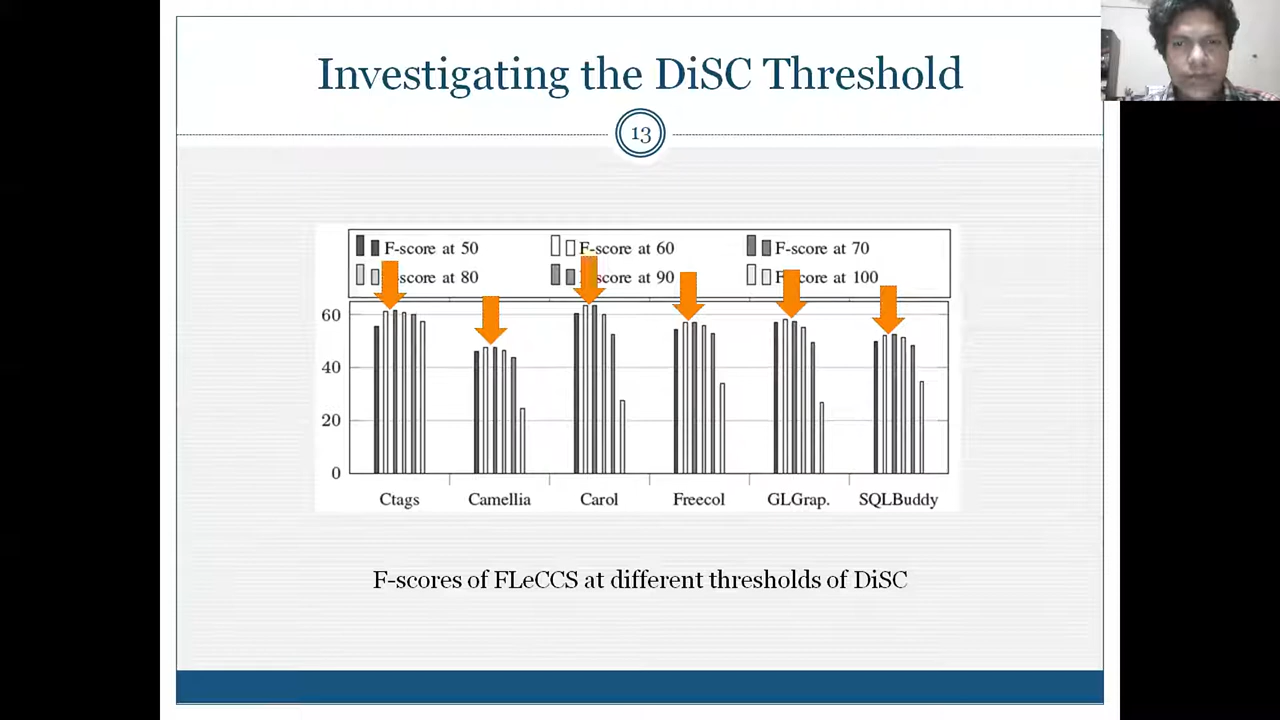 Investigating the DiSC Threshold
13
F-score at 50 F-score at 60 F-score at 70
score at 80 score at 90 score at 100
60
40
20
0
Ctags Camellia Carol Freecol GLGrap. SQLBuddy
F-scores of FLeCCS at different thresholds of DiSC